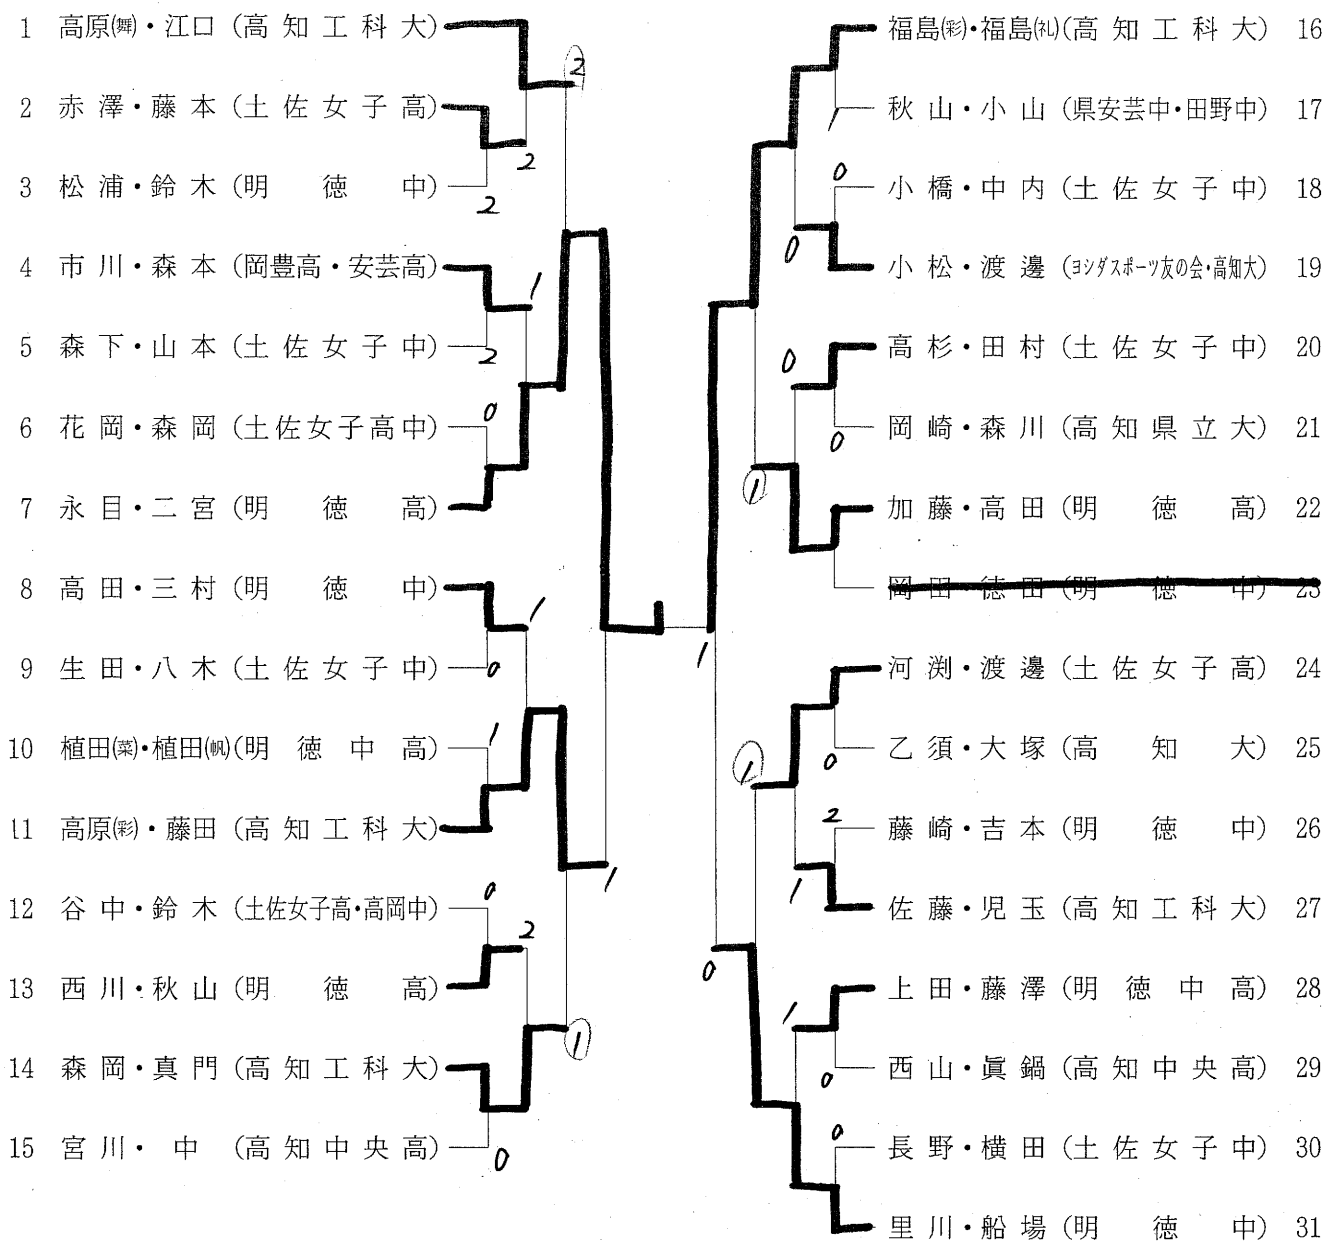 1 高原(舞)・江口 (高知工科大)
2 赤澤・藤本 (土佐女子高)
3 松浦・鈴木 (明徳中)
4 市川・森本 (岡豊高・安芸高)
5 森下・山本 (土佐女子中)
6 花岡・森岡 (土佐女子高中)
7 永目・二宮 (明徳高)
8 高田・三村 (明徳中)
9 生田・八木 (土佐女子中)
10 植田(菜)・植田(帆) (明徳中高)
11 高原(彩)・藤田 (高知工科大)
12 谷中・鈴木 (土佐女子高・高岡中)
13 西川・秋山 (明徳高)
14 森岡・真門 (高知工科大)
15 宮川・中 (高知中央高)
2
2
2
1
2
0
1
0
1
0
2
1
0
1
福島(彩)・福島(礼) (高知工科大) 16
秋山・小山 (県安芸中・田野中) 17
小橋・中内 (土佐女子中) 18
小松・渡邊 (ヨシダスポーツ友の会・高知大) 19
高杉・田村 (土佐女子中) 20
岡崎・森川 (高知県立大) 21
加藤・高田 (明徳高) 22
岡田・徳田 (明徳中) 23
河渕・渡邊 (土佐女子高) 24
乙須・大塚 (高知大) 25
藤崎・吉本 (明徳中) 26
佐藤・児玉 (高知工科大) 27
上田・藤澤 (明徳中高) 28
西山・眞鍋 (高知中央高) 29
長野・横田 (土佐女子中) 30
里川・船場 (明徳中) 31
1
0
0
0
0
1
1
1
0
2
1
0
1
0
0